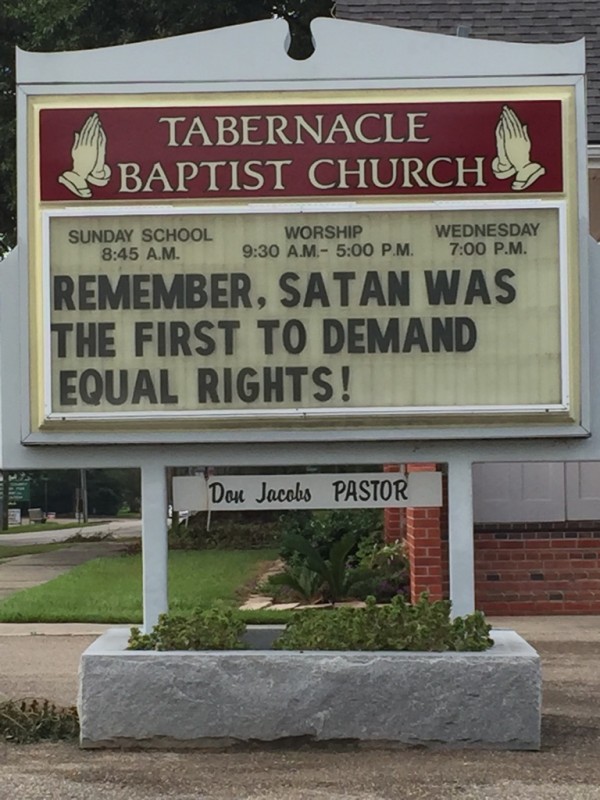 TABERNACLE
BAPTIST CHURCH
SUNDAY SCHOOL WORSHIP WEDNESDAY
8:45 A.M. 9:30 A.M.- 5:00 P.M. 7:00 P.M.
REMEMBER, SATAN WAS
THE FIRST TO DEMAND
EQUAL RIGHTS!
Don Jacobs PASTOR